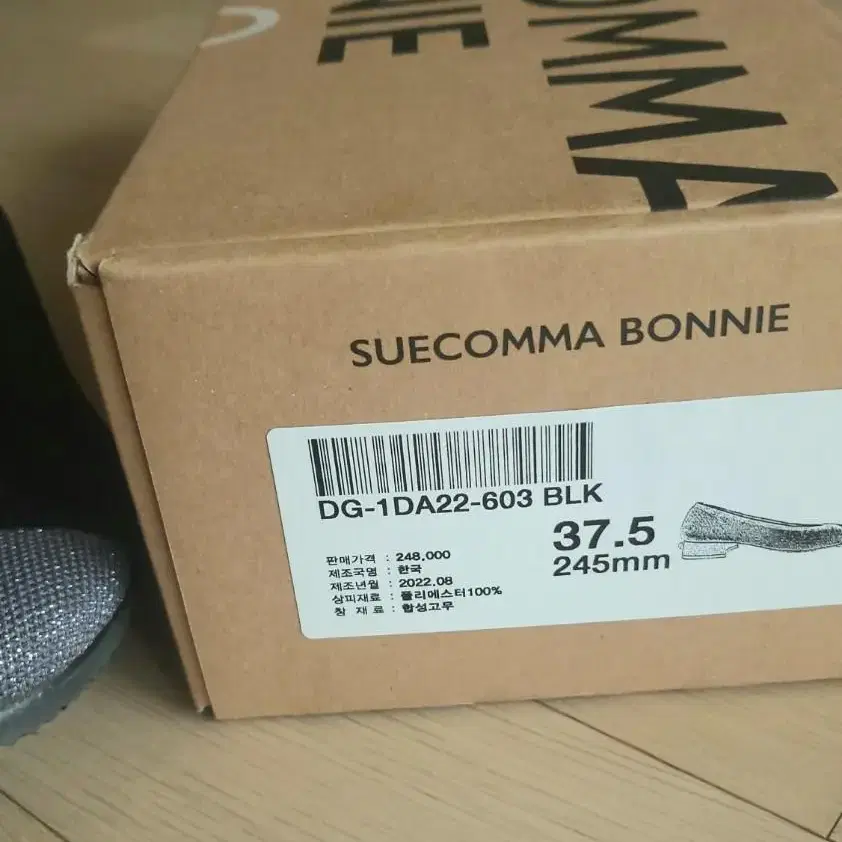 NIE
OMMA
SUECOMMA BONNIE
DG-1DA22-603 BLK
37.5
245mm
판매가격 : 248,000
제조국명 : 한국
제조년월 : 2022.08
상피재료 : 폴리에스터100%
창 재 료 : 합성고무